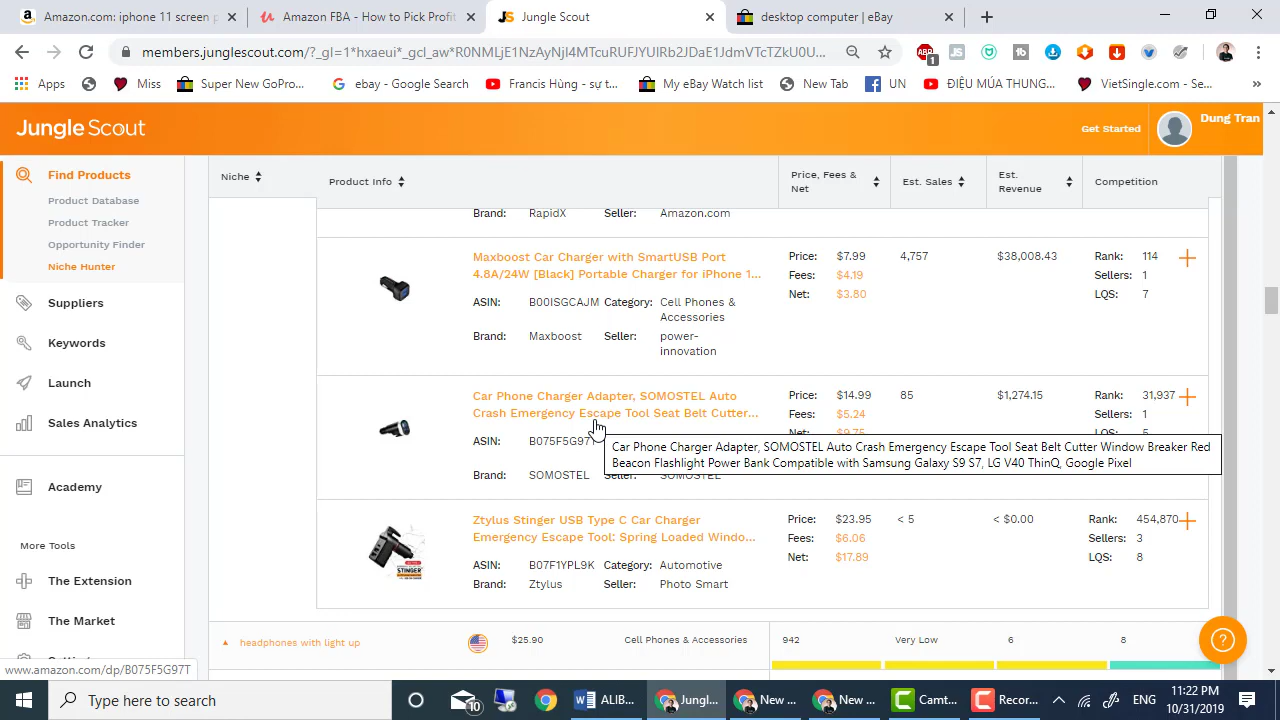 Amazon.com: iphone 11 screen p
Amazon FBA - How to Pick Profit
Jungle Scout
desktop computer | eBay
members.junglescout.com/?_gl=1*hxaeui*_gcl_aw*R0NMLjE1NzAyNjI4MTcuRUFJYUlRb2JDaE1JdmVTcTZkU0U...
Apps
Miss
Super New GoPro...
ebay - Google Search
Francis Hùng - sự t...
My eBay Watch list
New Tab
UN
ĐIỆU MÚA THUNG...
VietSingle.com - Se...
Jungle Scout
Get Started
Dung Tran
Find Products
Product Database
Product Tracker
Opportunity Finder
Niche Hunter
Suppliers
Keywords
Launch
Sales Analytics
Academy
More Tools
The Extension
The Market
Niche
Product Info
Price, Fees & Net
Est. Sales
Est. Revenue
Competition
Brand: RapidX Seller: Amazon.com
Maxboost Car Charger with SmartUSB Port
4.8A/24W [Black] Portable Charger for iPhone 1...
ASIN: B00ISGCAJM Category: Cell Phones &
Accessories
Brand: Maxboost Seller: power-
innovation
Price: $7.99 4,757 $38,008.43 Rank: 114
Fees: $4.19 Sellers: 1
Net: $3.80 LQS: 7
Car Phone Charger Adapter, SOMOSTEL Auto
Crash Emergency Escape Tool Seat Belt Cutter...
ASIN: B075F5G97
Brand: SOMOSTEL Seller: SOMOSTEL
Price: $14.99 85 $1,274.15 Rank: 31,937
Fees: $5.24 Sellers: 1
Net: $9.75 LQS: 5
Car Phone Charger Adapter, SOMOSTEL Auto Crash Emergency Escape Tool Seat Belt Cutter Window Breaker Red
Beacon Flashlight Power Bank Compatible with Samsung Galaxy S9 S7, LG V40 ThinQ, Google Pixel
Ztylus Stinger USB Type C Car Charger
Emergency Escape Tool: Spring Loaded Windo...
ASIN: B07F1YPL9K Category: Automotive
Brand: Ztylus Seller: Photo Smart
Price: $23.95 < 5 < $0.00 Rank: 454,870
Fees: $6.06 Sellers: 3
Net: $17.89 LQS: 8
STINGER
headphones with light up $25.90 Cell Phones & Accessories 942 Very Low 6 8
www.amazon.com/dp/B075F5G97T
Type here to search
10
ALIB...
Jungl...
New ...
New ...
Camt...
Recor...
ENG
11:22 PM
10/31/2019